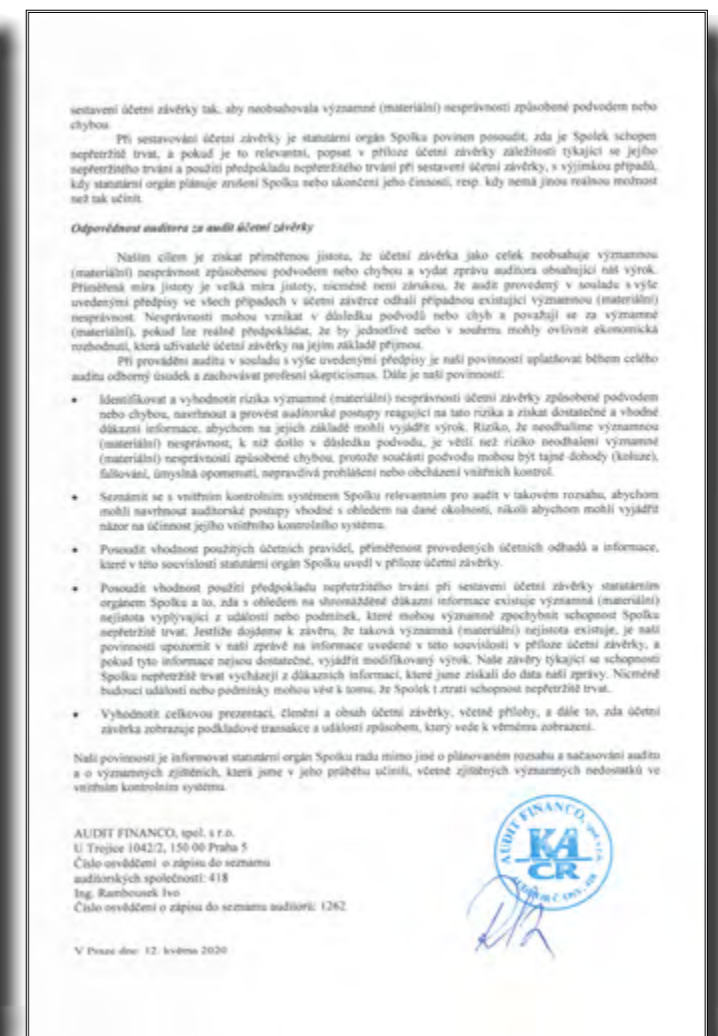 sestavení účetní závěrky tak, aby neobsahovala významné (materiální) nesprávnosti způsobené podvodem nebo
chybou.
Při sestavování účetní závěrky je statutární orgán Spolku povinen posoudit, zda je Spolek schopen
nepřetržitě trvat, a pokud je to relevantní, popsat v příloze účetní závěrky záležitosti týkající se jejího
nepřetržitého trvání a použití předpokladu nepřetržitého trvání při sestavení účetní závěrky, s výjimkou případů,
kdy statutární orgán plánuje zrušení Spolku nebo ukončení jeho činnosti, resp. kdy nemá jinou reálnou možnost
než tak učinit.
Odpovědnost auditora za audit účetní závěrky
Naším cílem je získat přiměřenou jistotu, že účetní závěrka jako celek neobsahuje významnou
(materiální) nesprávnost způsobenou podvodem nebo chybou a vydat zprávu auditora obsahující náš výrok.
Přiměřená míra jistoty je velká míra jistoty, nicméně není zárukou, že audit provedený v souladu s výše
uvedenými předpisy ve všech případech v účetní závěrce odhalí případnou existující významnou (materiální)
nesprávnost. Nesprávnosti mohou vznikat v důsledku podvodů nebo chyb a považují se za významné
(materiální), pokud lze reálně předpokládat, že by jednotlivě nebo v souhrnu mohly ovlivnit ekonomická
rozhodnutí, která uživatelé účetní závěrky na jejím základě přijmou.
Při provádění auditu v souladu s výše uvedenými předpisy je naší povinností uplatňovat během celého
auditu odborný úsudek a zachovávat profesní skepticismus. Dále je naší povinností:
• Identifikovat a vyhodnotit rizika významné (materiální) nesprávnosti účetní závěrky způsobené podvodem
nebo chybou, navrhnout a provést auditorské postupy reagující na tato rizika a získat dostatečné a vhodné
důkazní informace, abychom na jejich základě mohli vyjádřit výrok. Riziko, že neodhalíme významnou
(materiální) nesprávnost, k níž došlo v důsledku podvodu, je větší než riziko neodhalení významné
(materiální) nesprávnosti způsobené chybou, protože součástí podvodu mohou být tajné dohody (koluze),
falšování, úmyslná opomenutí, nepravdivá prohlášení nebo obcházení vnitřních kontrol.
• Seznámit se s vnitřním kontrolním systémem Spolku relevantním pro audit v takovém rozsahu, abychom
mohli navrhnout auditorské postupy vhodné s ohledem na dané okolnosti, nikoli abychom mohli vyjádřit
názor na účinnost jejího vnitřního kontrolního systému.
• Posoudit vhodnost použitých účetních pravidel, přiměřenost provedených účetních odhadů a informace,
které v této souvislosti statutární orgán Spolku uvedl v příloze účetní závěrky.
• Posoudit vhodnost použití předpokladu nepřetržitého trvání při sestavení účetní závěrky statutárním
orgánem Spolku a to, zda s ohledem na shromážděné důkazní informace existuje významná (materiální)
nejistota vyplývající z událostí nebo podmínek, které mohou významně zpochybnit schopnost Spolku
nepřetržitě trvat. Jestliže dojdeme k závěru, že taková významná (materiální) nejistota existuje, je naší
povinností upozornit v naší zprávě na informace uvedené v této souvislosti v příloze účetní závěrky, a
pokud tyto informace nejsou dostatečné, vyjádřit modifikovaný výrok. Naše závěry týkající se schopnosti
Spolku nepřetržitě trvat vycházejí z důkazních informací, které jsme získali do data naší zprávy. Nicméně
budoucí události nebo podmínky mohou vést k tomu, že Spolek i ztratí schopnost nepřetržitě trvat.
• Vyhodnotit celkovou prezentaci, členění a obsah účetní závěrky, včetně přílohy, a dále to, zda účetní
závěrka zobrazuje podkladové transakce a události způsobem, který vede k věrnému zobrazení.
Naší povinností je informovat statutární orgán Spolku radu mimo jiné o plánovaném rozsahu a načasování auditu
a o významných zjištěních, která jsme v jeho průběhu učinili, včetně zjištěných významných nedostatků ve
vnitřním kontrolním systému.
AUDIT FINANCO, spol. s r.o.
U Trojice 1042/2, 150 00 Praha 5
Číslo osvědčení o zápisu do seznamu
auditorských společností: 418
Ing. Rambousek Ivo
Číslo osvědčení o zápisu do seznamu auditorů: 1262
V Praze dne: 12. května 2020
AUDIT FINANCO, spol. s r.o.
KA
ČR
AUDITOR Č. OSV. 418